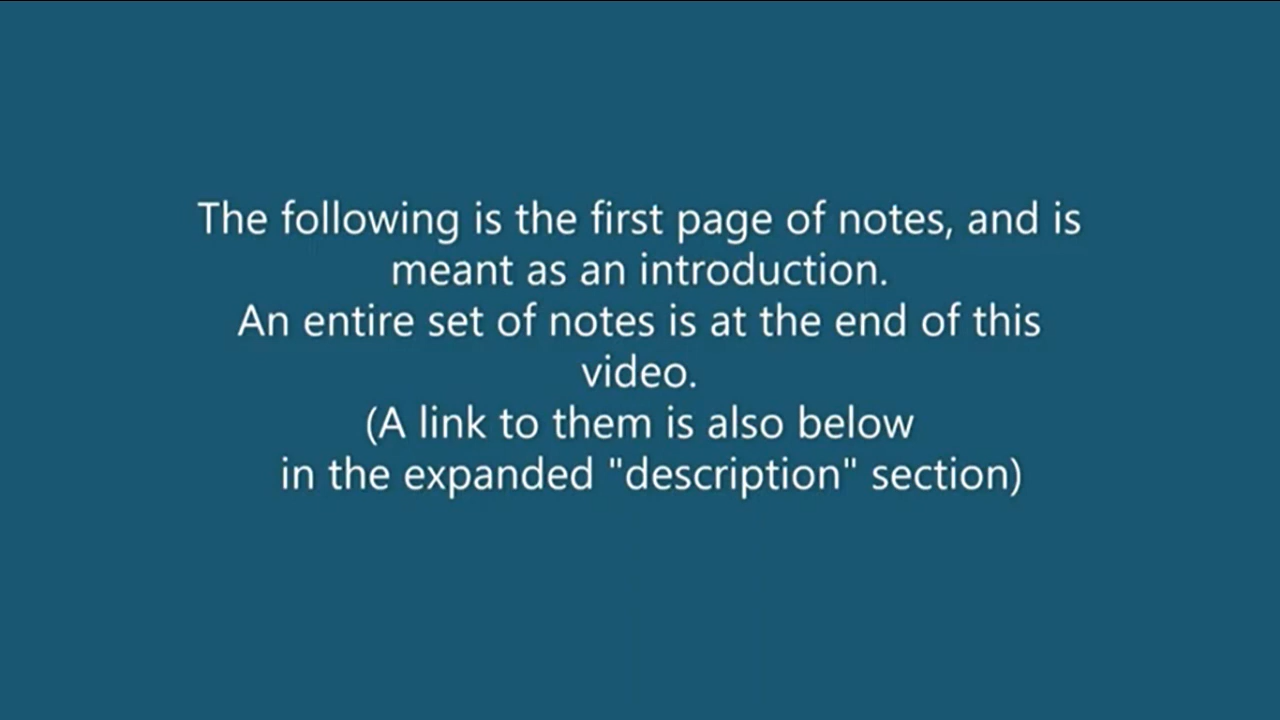 The following is the first page of notes, and is
meant as an introduction.
An entire set of notes is at the end of this
video.
(A link to them is also below
in the expanded "description" section)